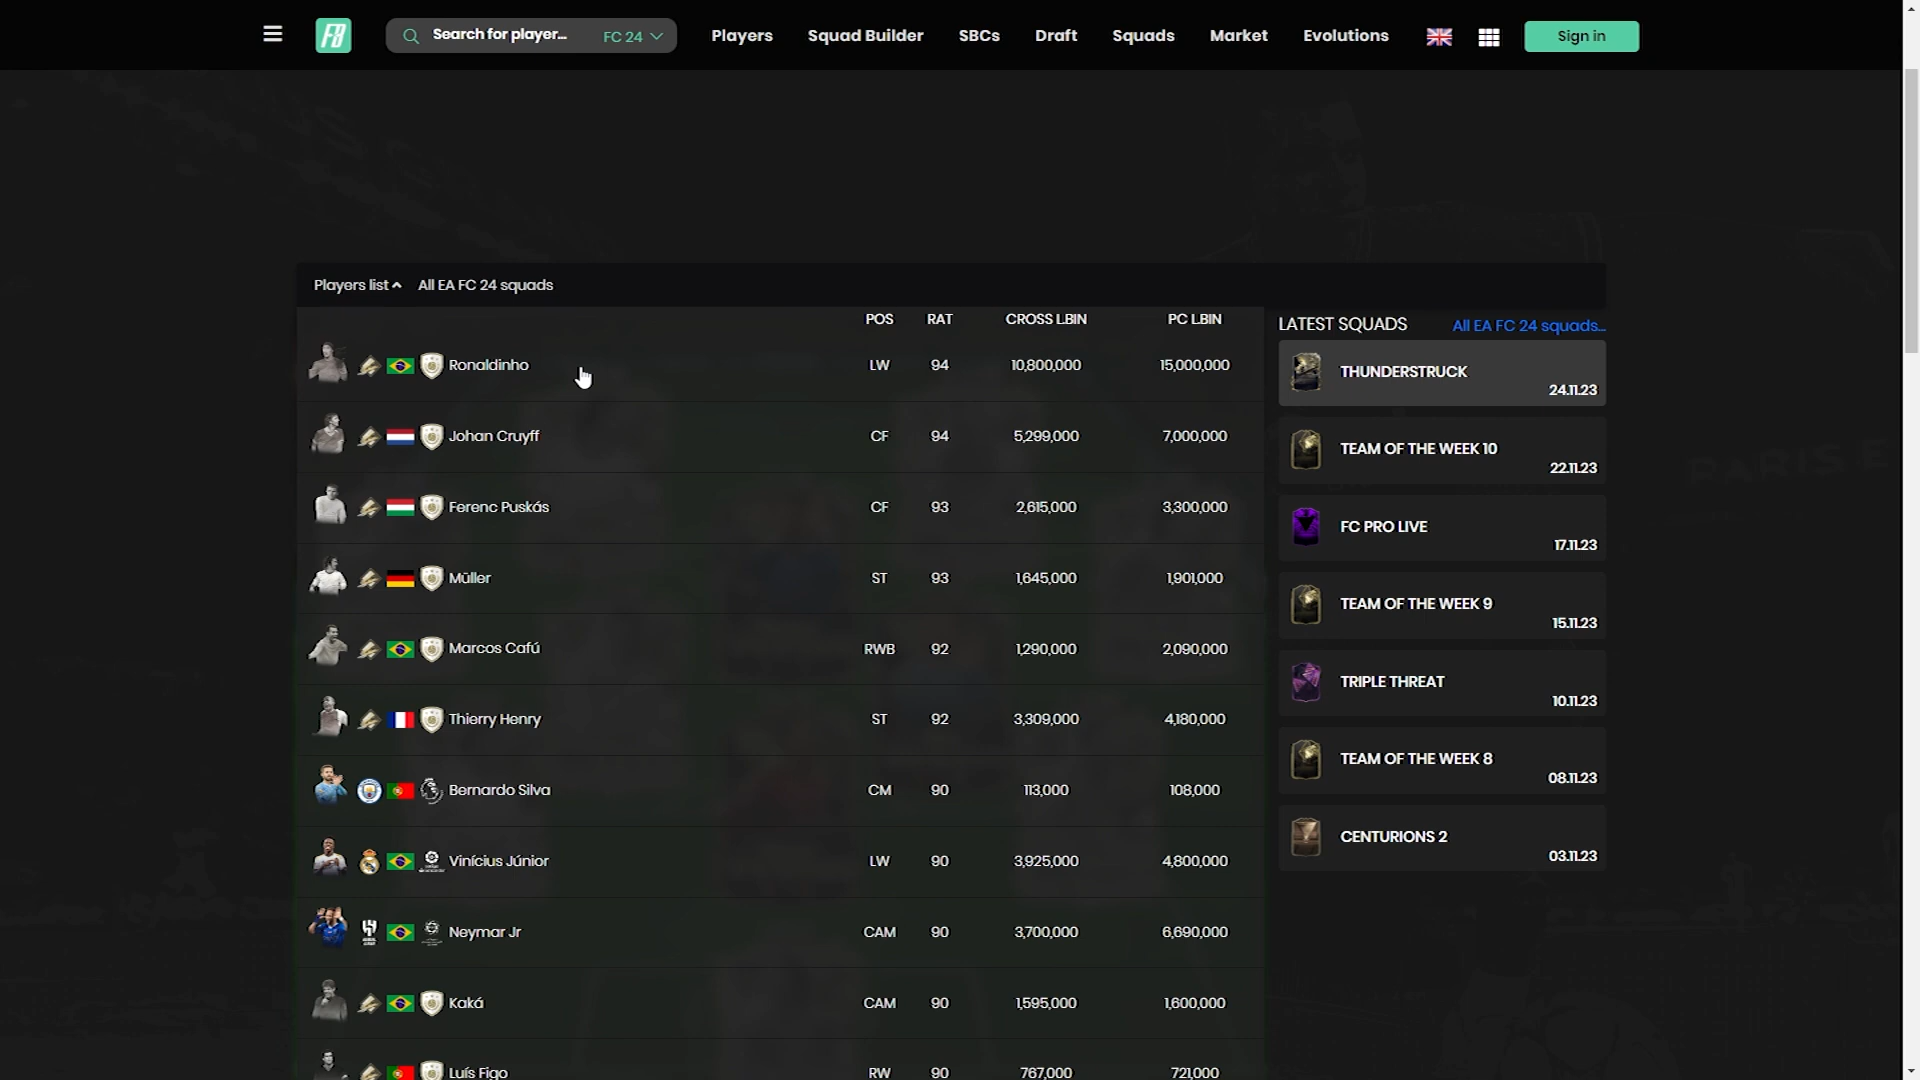 FB Search for player... FC 24 Players Squad Builder SBCs Draft Squads Market Evolutions Sign in
Players list All EA FC 24 squads
POS RAT CROSS LBIN PC LBIN
Ronaldinho LW 94 10,800,000 15,000,000
Johan Cruyff CF 94 5,299,000 7,000,000
Ferenc Puskás CF 93 2,615,000 3,300,000
Müller ST 93 1,645,000 1,901,000
Marcos Cafú RWB 92 1,290,000 2,090,000
Thierry Henry ST 92 3,309,000 4,180,000
Bernardo Silva CM 90 113,000 108,000
Vinícius Júnior LW 90 3,925,000 4,800,000
Neymar Jr CAM 90 3,700,000 6,690,000
Kaká CAM 90 1,595,000 1,600,000
Luís Figo RW 90 767,000 721,000
LATEST SQUADS All EA FC 24 squads...
THUNDERSTRUCK
24.11.23
TEAM OF THE WEEK 10
22.11.23
FC PRO LIVE
17.11.23
TEAM OF THE WEEK 9
15.11.23
TRIPLE THREAT
10.11.23
TEAM OF THE WEEK 8
08.11.23
CENTURIONS 2
03.11.23
PARIS E